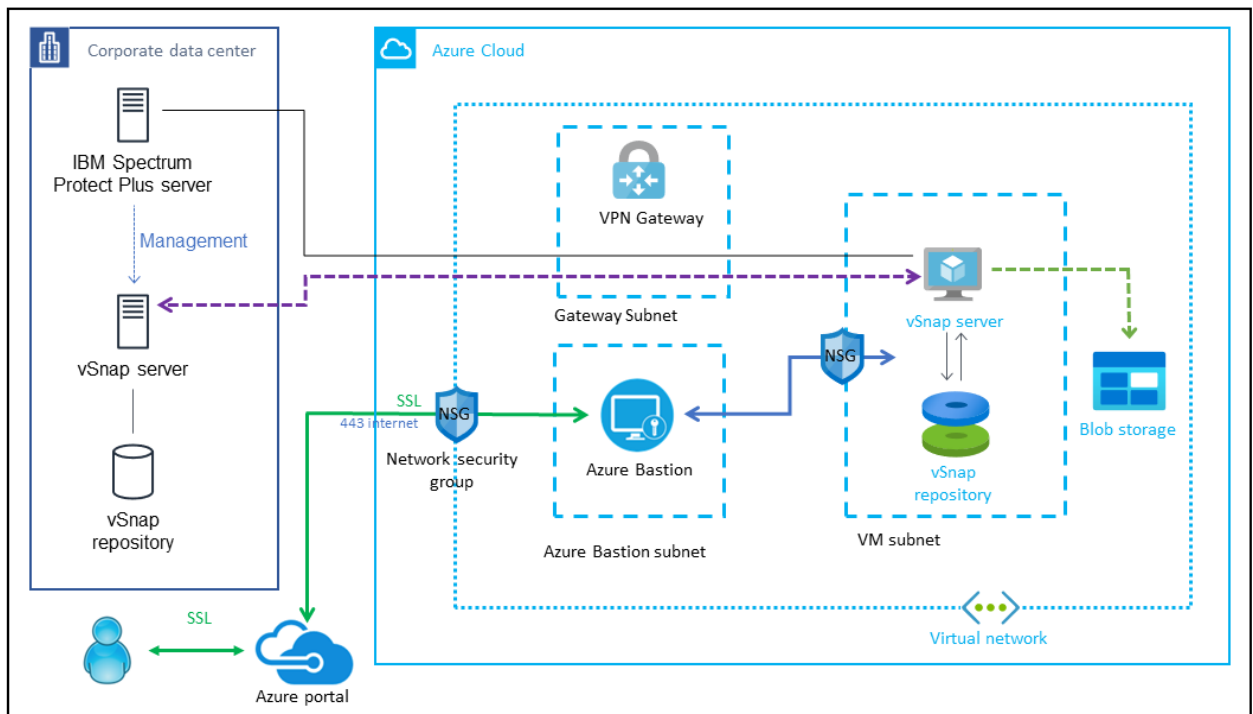 Corporate data center
Azure Cloud
IBM Spectrum
Protect Plus server
Management
vSnap server
vSnap
repository
VPN Gateway
Gateway Subnet
SSL
443 internet
NSG
Network security
group
Azure Bastion
Azure Bastion subnet
NSG
vSnap server
vSnap
repository
VM subnet
Blob storage
Virtual network
SSL
Azure portal